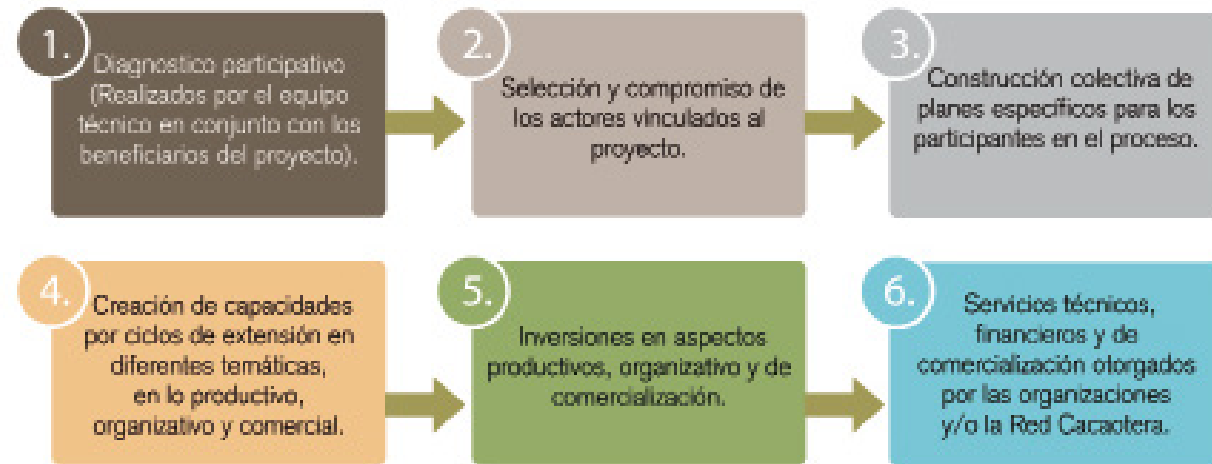 1.
Diagnostico participativo
(Realizados por el equipo
técnico en conjunto con los
beneficiarios del proyecto).
2.
Selección y compromiso de
los actores vinculados al
proyecto.
3.
Construcción colectiva de
planes específicos para los
participantes en el proceso.
4.
Creación de capacidades
por ciclos de extensión en
diferentes temáticas,
en lo productivo,
organizativo y comercial.
5.
Inversiones en aspectos
productivos, organizativo y de
comercialización.
6.
Servicios técnicos,
financieros y de
comercialización otorgados
por las organizaciones
y/o la Red Cacaotera.